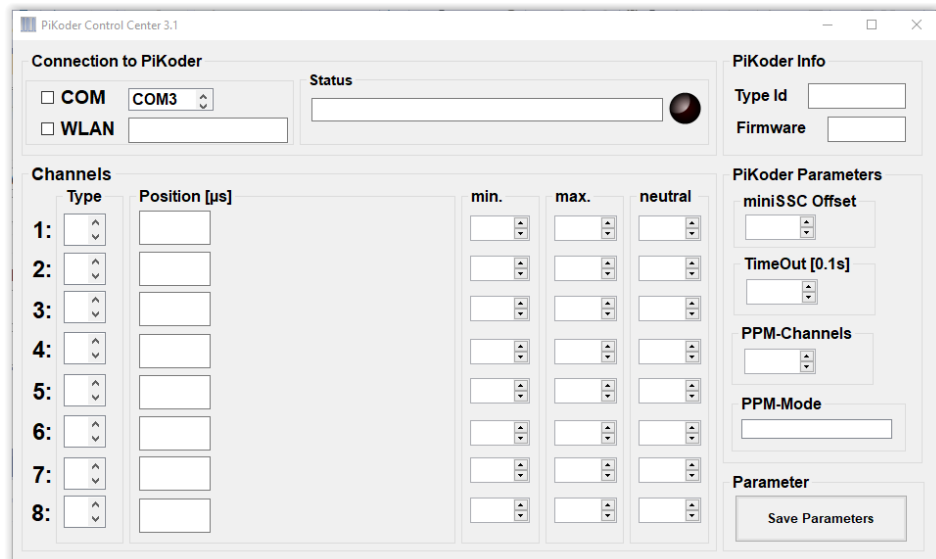 PiKoder Control Center 3.1
Connection to PiKoder
COM
COM3
WLAN
Status
PiKoder Info
Type Id
Firmware
Channels
Type
Position [µs]
min.
max.
neutral
1:
2:
3:
4:
5:
6:
7:
8:
PiKoder Parameters
miniSSC Offset
TimeOut [0.1s]
PPM-Channels
PPM-Mode
Parameter
Save Parameters